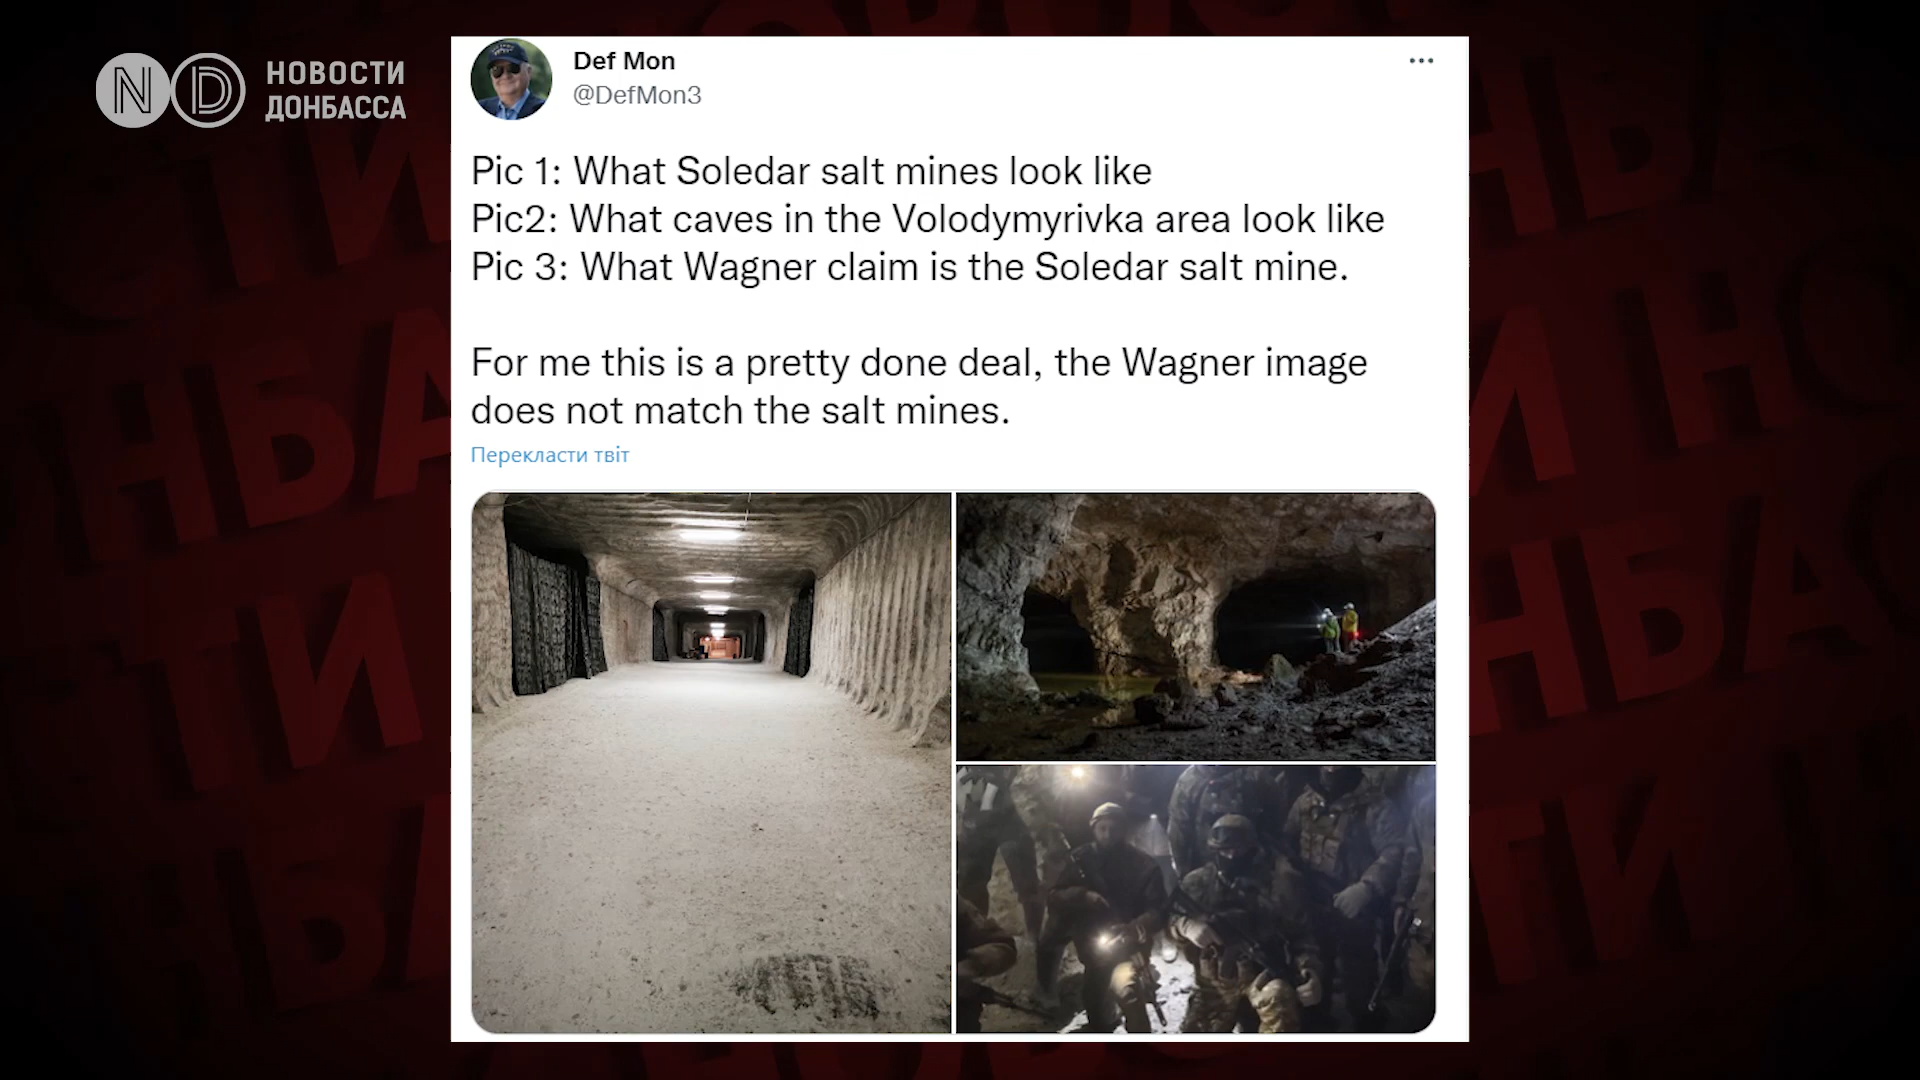 НОВОСТИ
ДОНБАССА
Def Mon
@DefMon3
Pic 1: What Soledar salt mines look like
Pic2: What caves in the Volodymyrivka area look like
Pic 3: What Wagner claim is the Soledar salt mine.
For me this is a pretty done deal, the Wagner image
does not match the salt mines.
Перекласти твіт